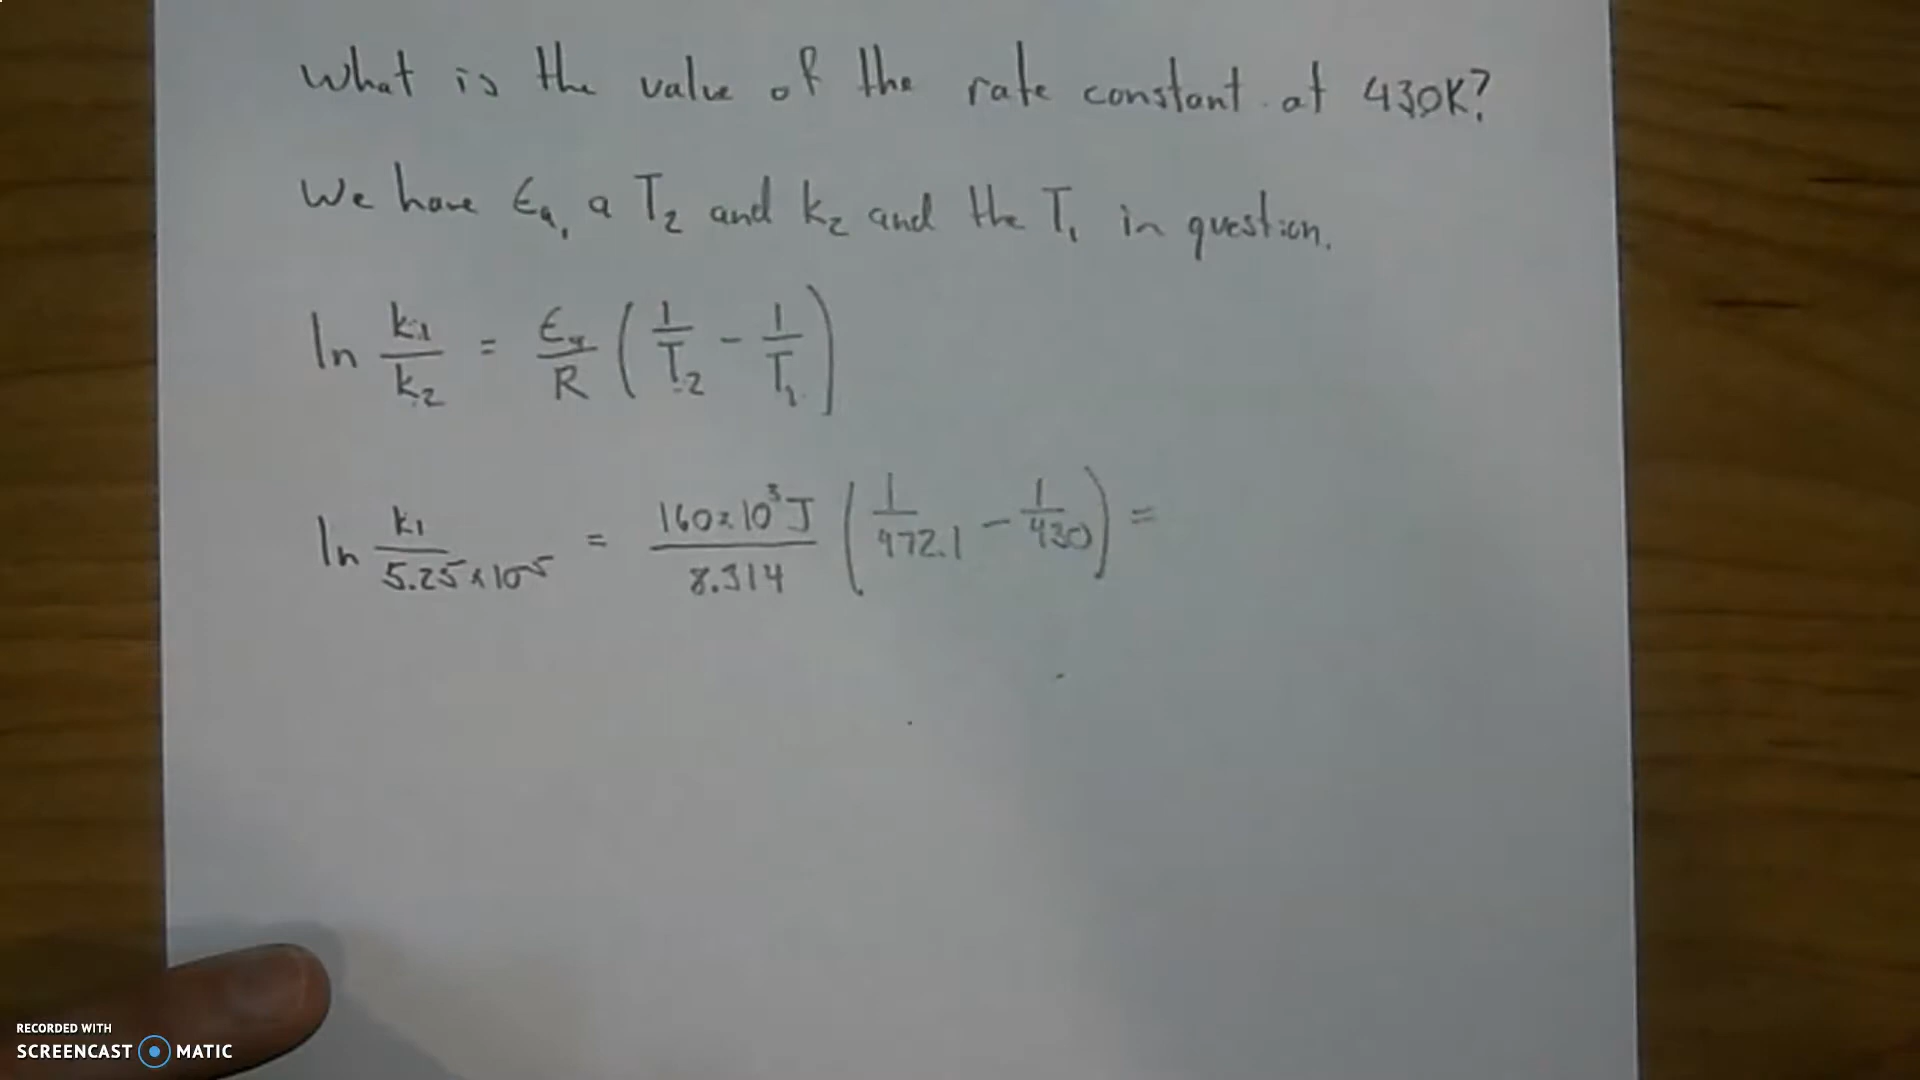 What is the value of the rate constant at 430K?
We have Ea, a T2 and k2 and the T1 in question.
ln k1/k2 = Ea/R (1/T2 - 1/T1)
ln k1/5.25x10^-5 = 160x10^3 J/8.314 (1/472.1 - 1/430) =
RECORDED WITH
SCREENCAST MATIC